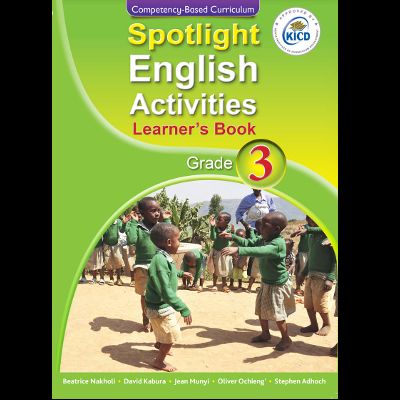 Competency-Based Curriculum
Spotlight
English
Activities
Learner's Book
Grade 3
KICD
Beatrice Nakholi • David Kabura • Jean Munyi • Oliver Ochieng' • Stephen Adhoch